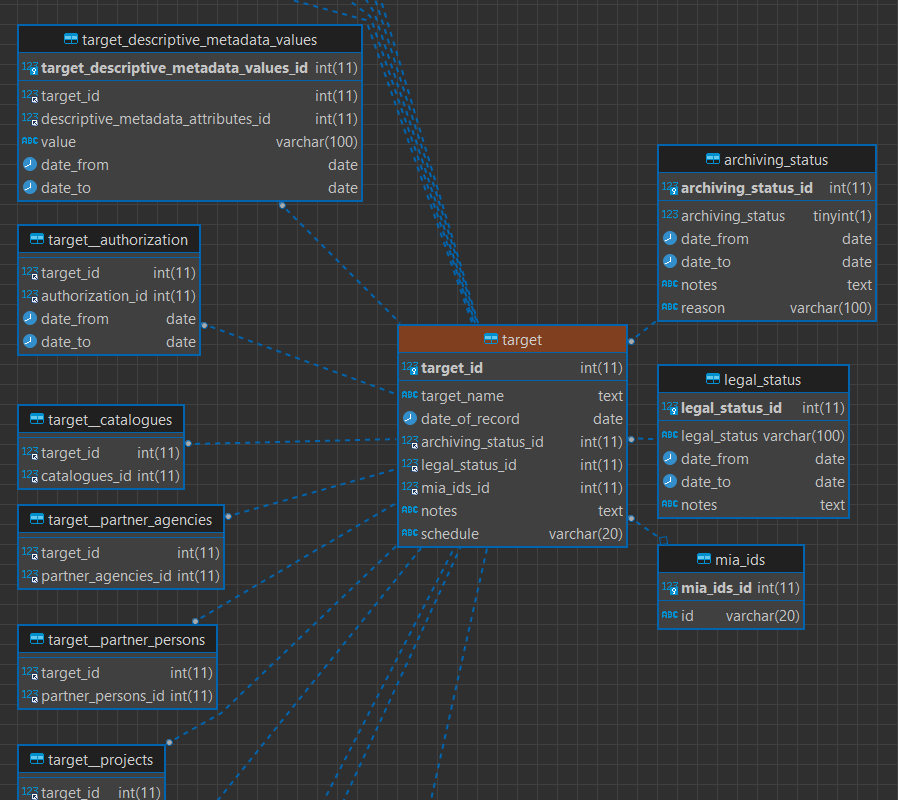 target_descriptive_metadata_values
target_descriptive_metadata_values_id int(11)
target_id int(11)
descriptive_metadata_attributes_id int(11)
value varchar(100)
date_from date
date_to date
target__authorization
target_id int(11)
authorization_id int(11)
date_from date
date_to date
target__catalogues
target_id int(11)
catalogues_id int(11)
target__partner_agencies
target_id int(11)
partner_agencies_id int(11)
target__partner_persons
target_id int(11)
partner_persons_id int(11)
target__projects
target_id int(11)
target
target_id int(11)
target_name text
date_of_record date
archiving_status_id int(11)
legal_status_id int(11)
mia_ids_id int(11)
notes text
schedule varchar(20)
archiving_status
archiving_status_id int(11)
archiving_status tinyint(1)
date_from date
date_to date
notes text
reason varchar(100)
legal_status
legal_status_id int(11)
legal_status varchar(100)
date_from date
date_to date
notes text
mia_ids
mia_ids_id int(11)
id varchar(20)